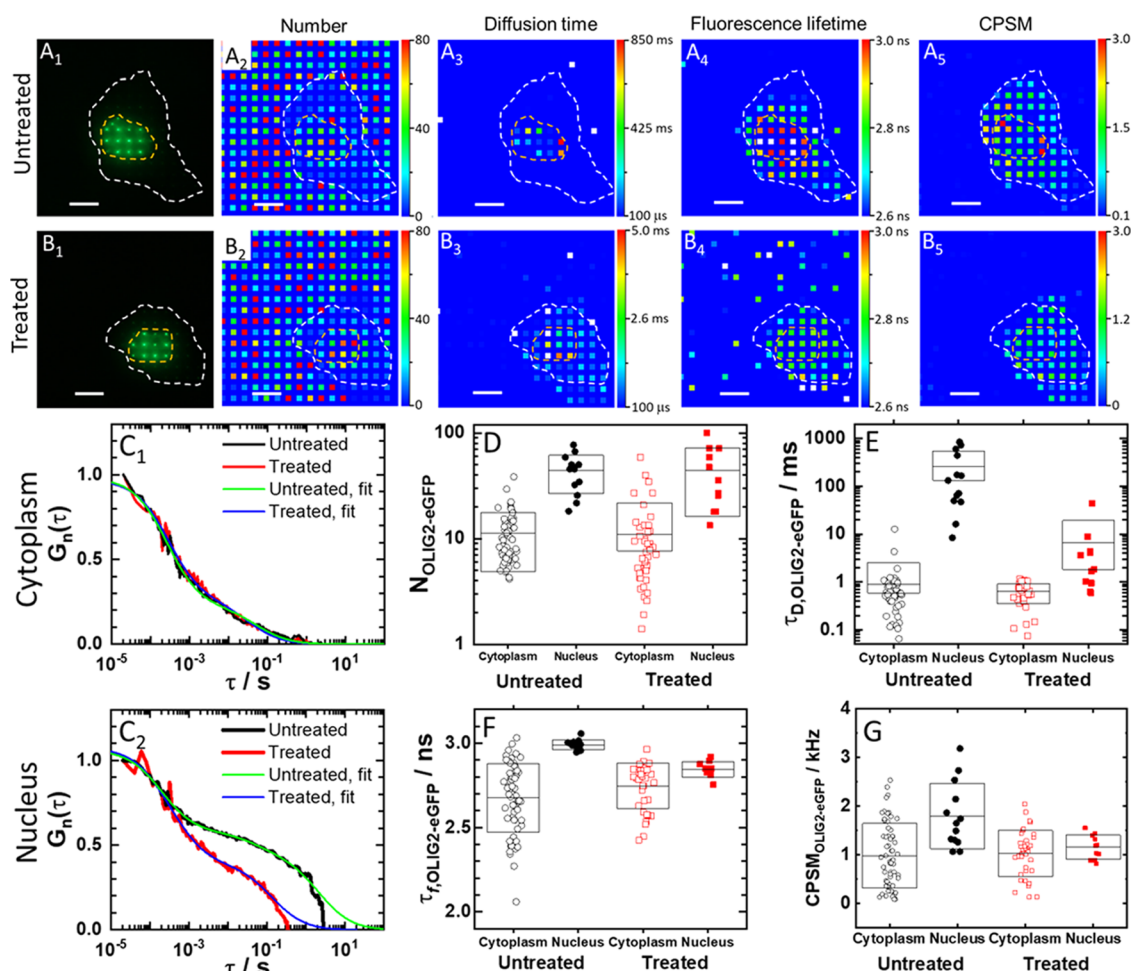 Number
Diffusion time
Fluorescence lifetime
CPSM
Untreated
A1
A2
80
40
0
A3
850 ms
425 ms
100 µs
A4
3.0 ns
2.8 ns
2.6 ns
A5
3.0
1.5
0.1
Treated
B1
B2
80
40
0
B3
5.0 ms
2.6 ms
100 µs
B4
3.0 ns
2.7 ns
2.6 ns
B5
3.0
1.2
0
Cytoplasm
C1
Untreated
Treated
Untreated, fit
Treated, fit
Gn(τ)
1.0
0.5
0.0
10-5
10-3
10-1
101
τ / s
D
NOLIG2-eGFP
100
10
1
Cytoplasm Nucleus Cytoplasm Nucleus
Untreated Treated
E
τD,OLIG2-eGFP / ms
1000
100
10
1
0.1
Cytoplasm Nucleus Cytoplasm Nucleus
Untreated Treated
Nucleus
C2
Untreated
Treated
Untreated, fit
Treated, fit
Gn(τ)
1.0
0.5
0.0
10-5
10-3
10-1
101
τ / s
F
τf,OLIG2-eGFP / ns
3.0
2.5
2.0
Cytoplasm Nucleus Cytoplasm Nucleus
Untreated Treated
G
CPSMOLIG2-eGFP / kHz
4
3
2
1
0
Cytoplasm Nucleus Cytoplasm Nucleus
Untreated Treated